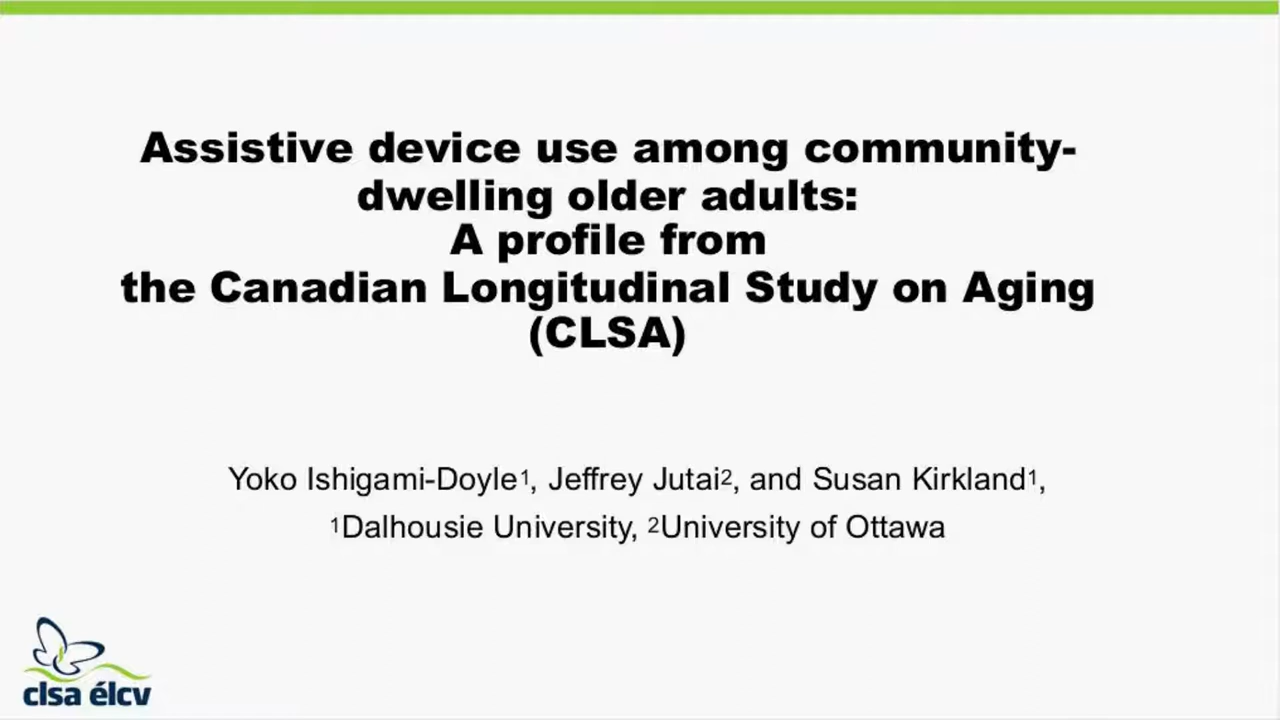 Assistive device use among community-
dwelling older adults:
A profile from
the Canadian Longitudinal Study on Aging
(CLSA)
Yoko Ishigami-Doyle1, Jeffrey Jutai2, and Susan Kirkland1,
1Dalhousie University, 2University of Ottawa
clsa élcv